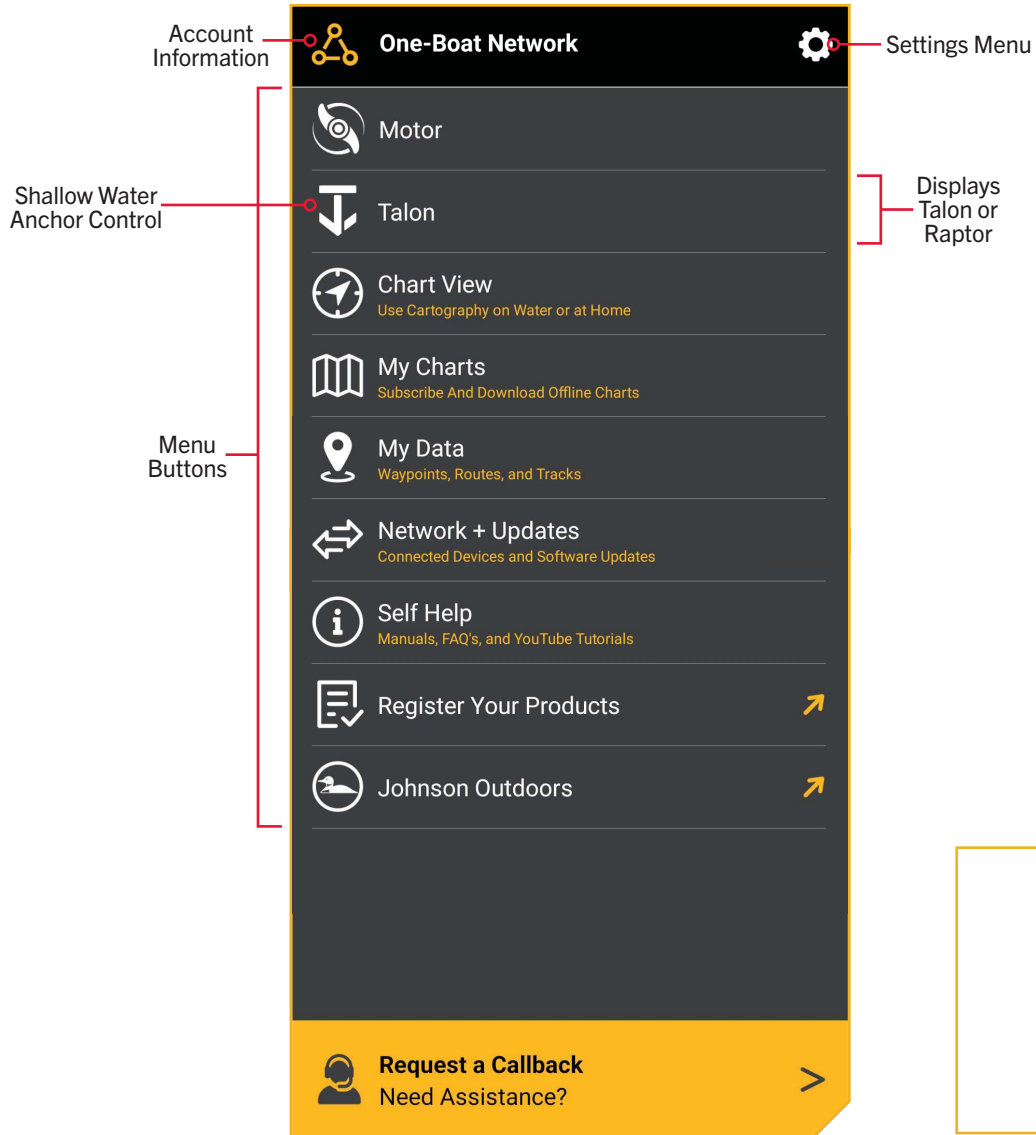 Account
Information
One-Boat Network
Settings Menu
Motor
Shallow Water
Anchor Control
Talon
Displays
Talon or
Raptor
Chart View
Use Cartography on Water or at Home
My Charts
Subscribe And Download Offline Charts
Menu
Buttons
My Data
Waypoints, Routes, and Tracks
Network + Updates
Connected Devices and Software Updates
Self Help
Manuals, FAQ's, and YouTube Tutorials
Register Your Products
Johnson Outdoors
Request a Callback
Need Assistance?